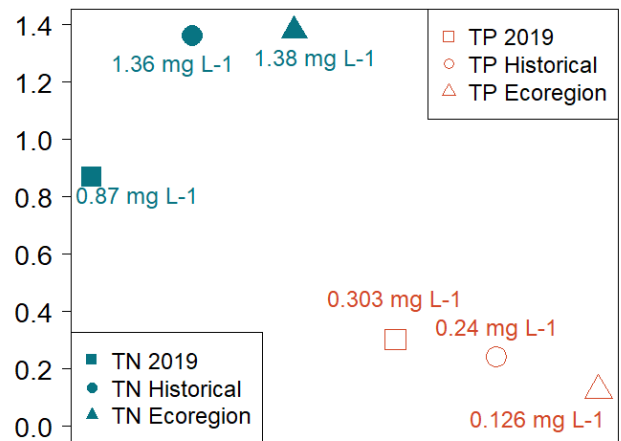 1.4
1.2
1.0
0.8
0.6
0.4
0.2
0.0
1.36 mg L-1
1.38 mg L-1
0.87 mg L-1
0.303 mg L-1
0.24 mg L-1
0.126 mg L-1
TP 2019
TP Historical
TP Ecoregion
TN 2019
TN Historical
TN Ecoregion